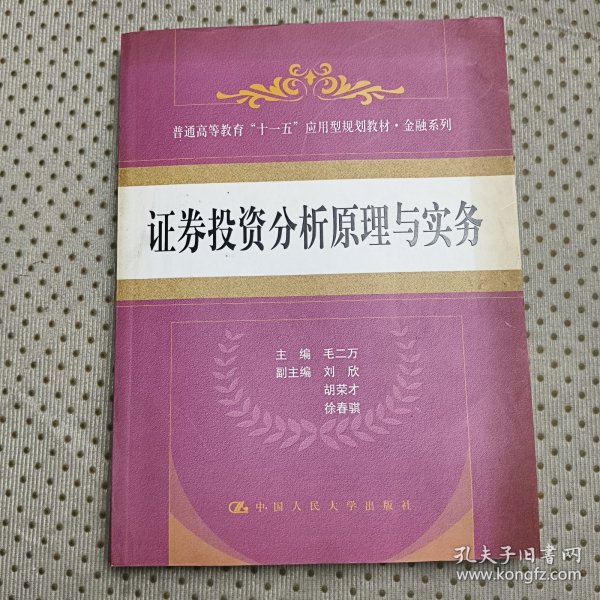 普通高等教育“十一五”应用型规划教材·金融系列
证券投资分析原理与实务
主 编 毛二万
副主编 刘 欣
胡荣才
徐春骐
中国人民大学出版社
孔夫子旧书网
www.kongfz.com